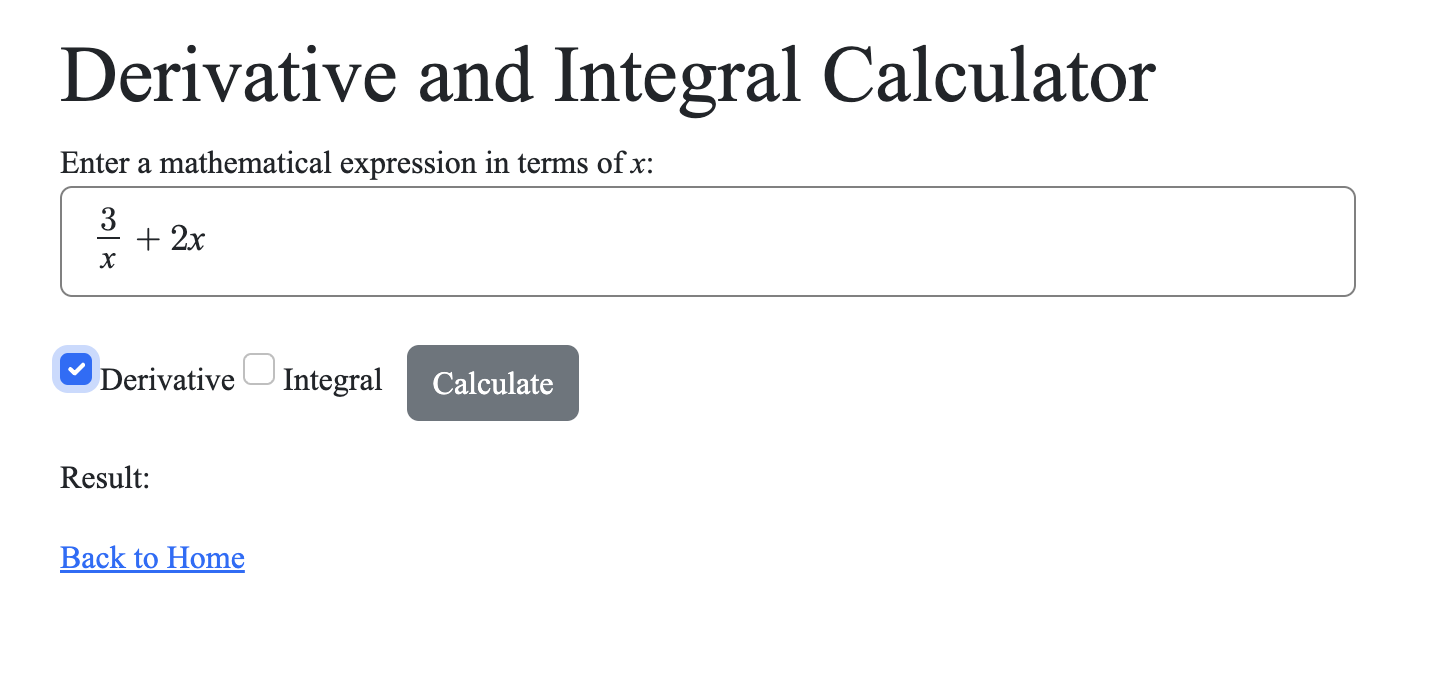 Derivative and Integral Calculator
Enter a mathematical expression in terms of x:
3/x + 2x
Derivative Integral Calculate
Result:
Back to Home